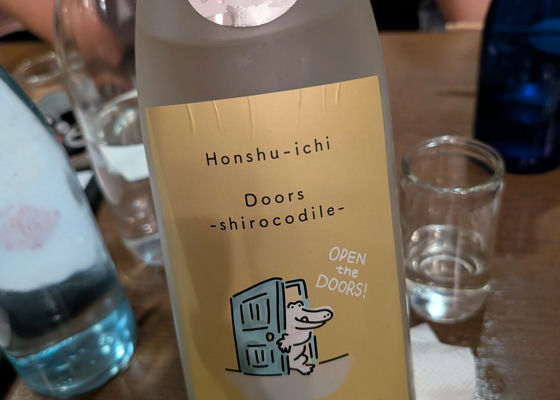 Honshu-ichi
Doors
-shirocodile-
OPEN
the
DOORS!